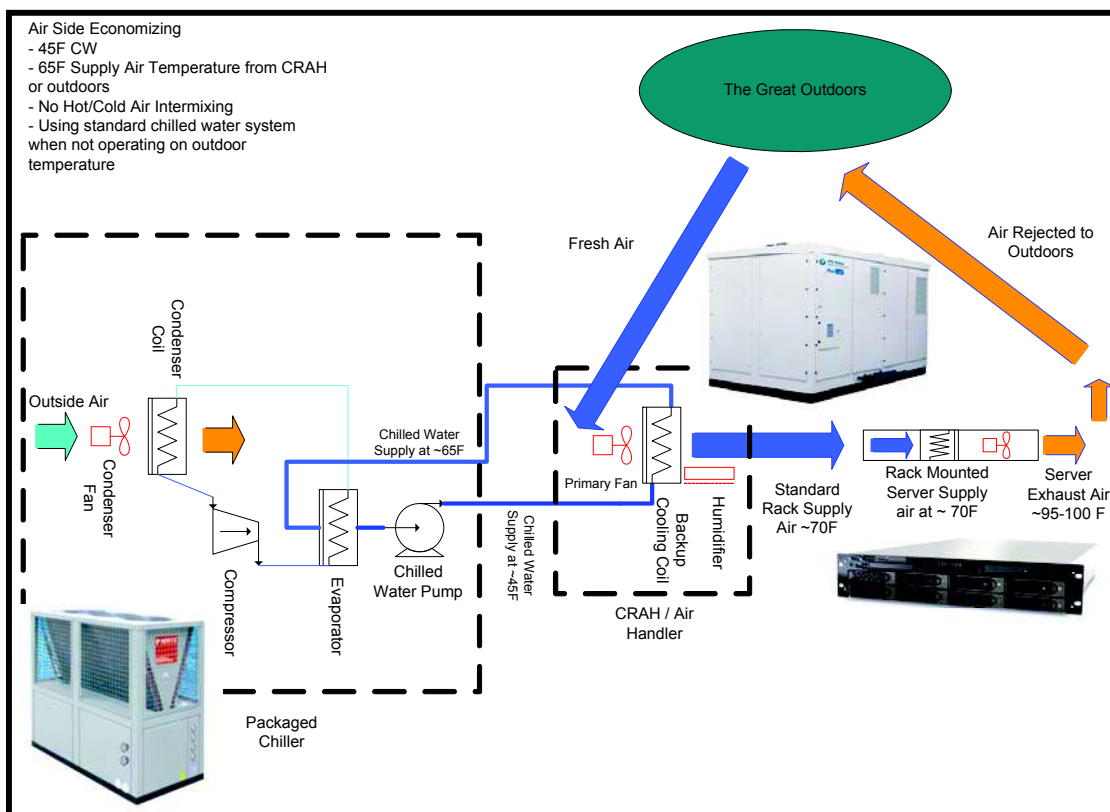 Air Side Economizing
- 45F CW
- 65F Supply Air Temperature from CRAH
or outdoors
- No Hot/Cold Air Intermixing
- Using standard chilled water system
when not operating on outdoor
temperature
The Great Outdoors
Fresh Air
Air Rejected to
Outdoors
Condenser
Coil
Outside Air
Condenser
Fan
Chilled Water
Supply at ~65F
Primary Fan
Compressor
Evaporator
Chilled
Water Pump
Chilled Water
Supply at ~45F
Backup
Cooling Coil
Humidifier
CRAH / Air
Handler
Standard
Rack Supply
Air ~70F
Rack Mounted
Server Supply
air at ~ 70F
Server
Exhaust Air
~95-100 F
Packaged
Chiller